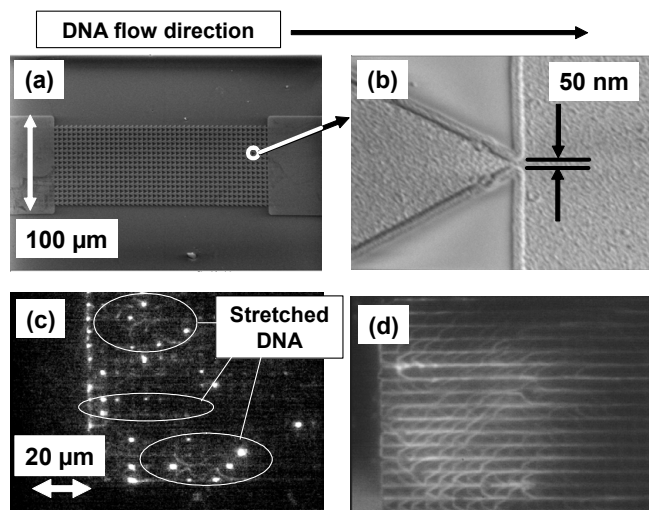 DNA flow direction
(a)
100 µm
(b)
50 nm
(c)
Stretched
DNA
20 µm
(d)